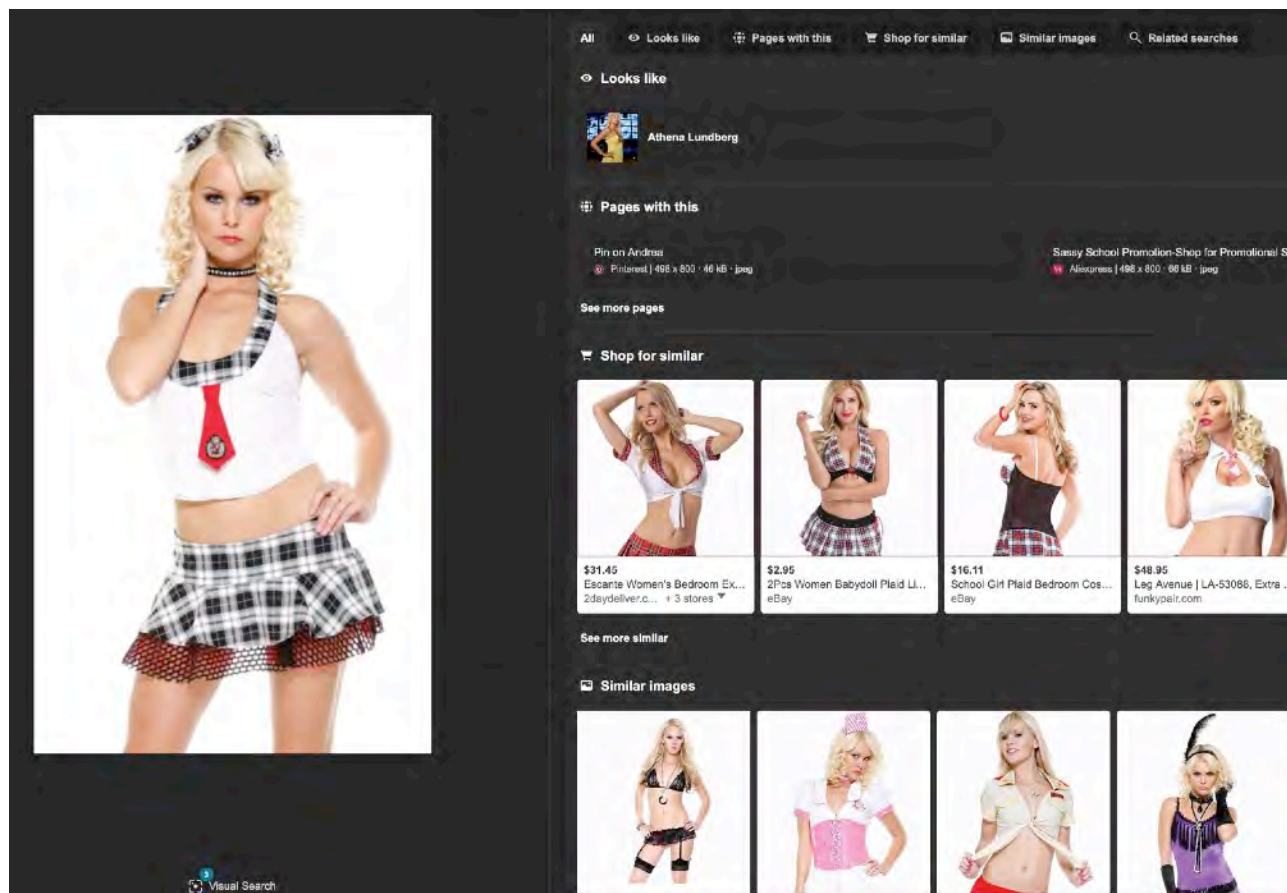 All
Looks like
Pages with this
Shop for similar
Similar images
Related searches
Looks like
Athena Lundberg
Pages with this
Pin on Andrea
Pinterest | 498 x 800 · 46 kB · jpeg
Sassy School Promotion-Shop for Promotional S
Aliexpress | 498 x 800 · 66 kB · jpeg
See more pages
Shop for similar
$31.45
Escante Women's Bedroom Ex...
2daydeliver.c... + 3 stores
$2.95
2Pcs Women Babydoll Plaid Li...
eBay
$16.11
School Girl Plaid Bedroom Cos...
eBay
$48.95
Leg Avenue | LA-53088, Extra ...
funkypair.com
See more similar
Similar images
3
Visual Search